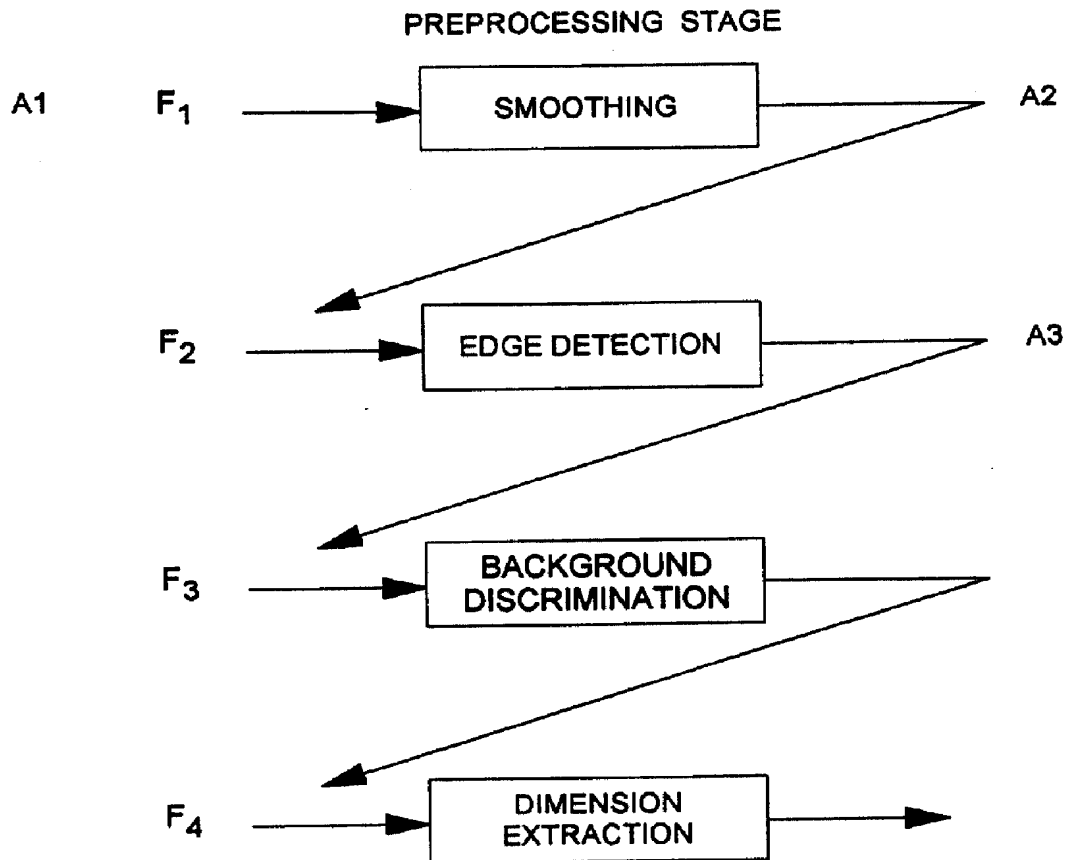 PREPROCESSING STAGE
A1 F1 SMOOTHING A2
F2 EDGE DETECTION A3
F3 BACKGROUND
DISCRIMINATION
F4 DIMENSION
EXTRACTION